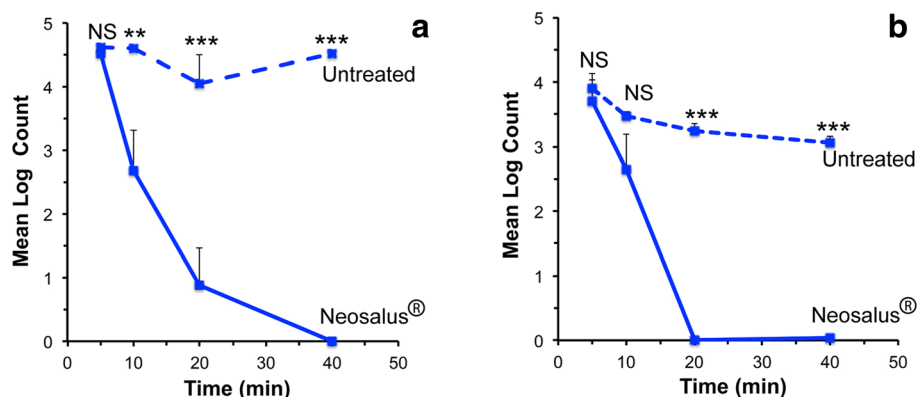 a
NS ** *** ***
Untreated
Neosalus®
Mean Log Count
5
4
3
2
1
0
0 10 20 30 40 50
Time (min)
b
NS
NS
*** ***
Untreated
Neosalus®
Mean Log Count
5
4
3
2
1
0
0 10 20 30 40 50
Time (min)